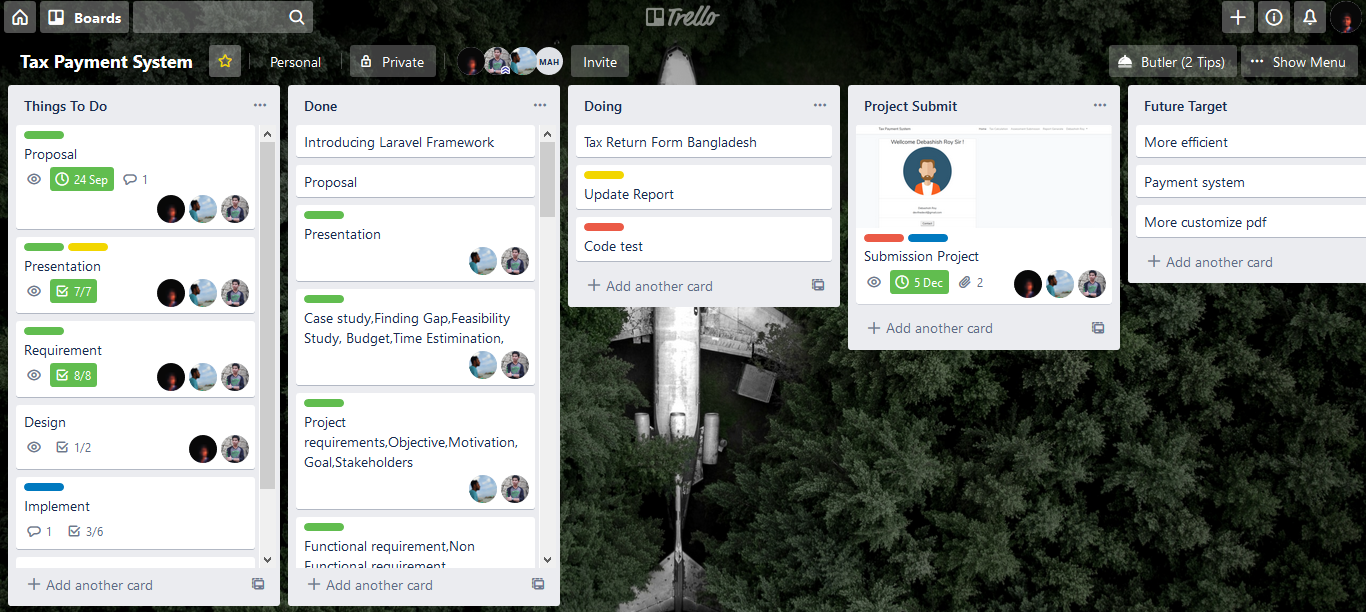 Boards
Trello
Tax Payment System
Personal
Private
MAH
Invite
Butler (2 Tips)
Show Menu
Things To Do
Proposal
24 Sep
1
Presentation
7/7
Requirement
8/8
Design
1/2
Implement
1
3/6
Add another card
Done
Introducing Laravel Framework
Proposal
Presentation
Case study,Finding Gap,Feasibility
Study, Budget,Time Estimination,
Project
requirements,Objective,Motivation,
Goal,Stakeholders
Functional requirement,Non
Functional requirement
Add another card
Doing
Tax Return Form Bangladesh
Update Report
Code test
Add another card
Project Submit
Tax Payment System
Wellcome Debashish Roy Sir !
Submission Project
5 Dec
2
Add another card
Future Target
More efficient
Payment system
More customize pdf
Add another card